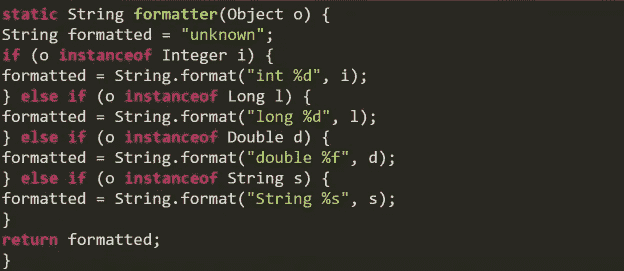 static String formatter(Object o) {
String formatted = "unknown";
if (o instanceof Integer i) {
formatted = String.format("int %d", i);
} else if (o instanceof Long l) {
formatted = String.format("long %d", l);
} else if (o instanceof Double d) {
formatted = String.format("double %f", d);
} else if (o instanceof String s) {
formatted = String.format("String %s", s);
}
return formatted;
}